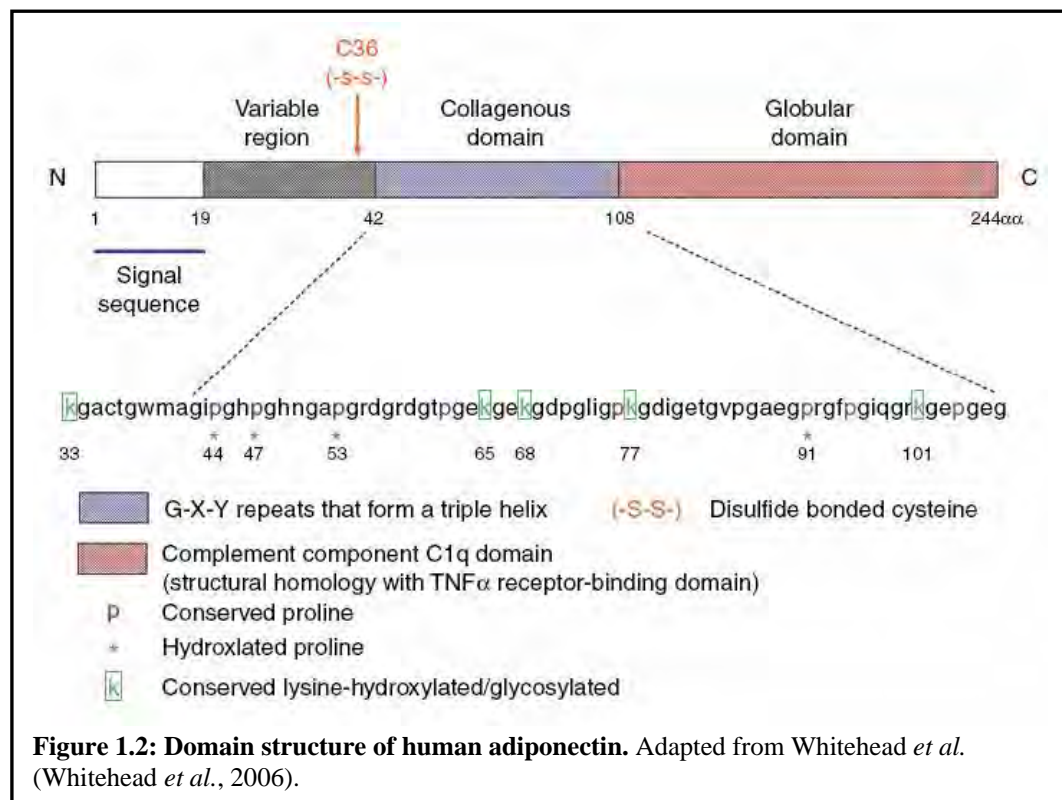 C36
(-s-s-)
Variable region
Collagenous domain
Globular domain
N
C
1 19 42 108 244αα
Signal sequence
kgactgwmagipghpghngapgrdgrdgtpgekgekgdpgligpkgdigetgvpgaegprgfpgiqgrkgepgeg
* * * *
33 44 47 53 65 68 77 91 101
G-X-Y repeats that form a triple helix
(-S-S-) Disulfide bonded cysteine
Complement component C1q domain
(structural homology with TNFα receptor-binding domain)
p Conserved proline
* Hydroxlated proline
k Conserved lysine-hydroxylated/glycosylated
Figure 1.2: Domain structure of human adiponectin. Adapted from Whitehead et al.
(Whitehead et al., 2006).